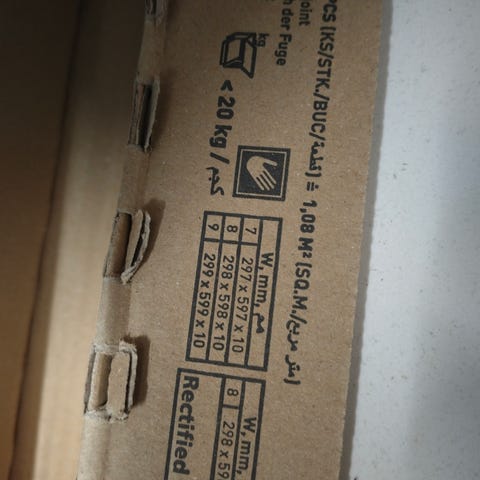 PCS (KS/STK./BUC/قطعة) = 1,08 M² (SQ.M./متر مربع)
oint
der Fuge
kg
< 20 kg / كجم
W, mm, مم
7 297 x 597 x 10
8 298 x 598 x 10
9 299 x 599 x 10
W, mm,
8 298 x 59
Rectified